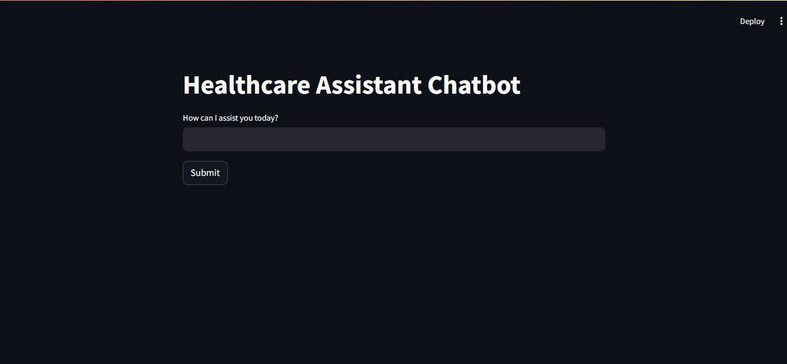 Deploy
Healthcare Assistant Chatbot
How can I assist you today?
Submit